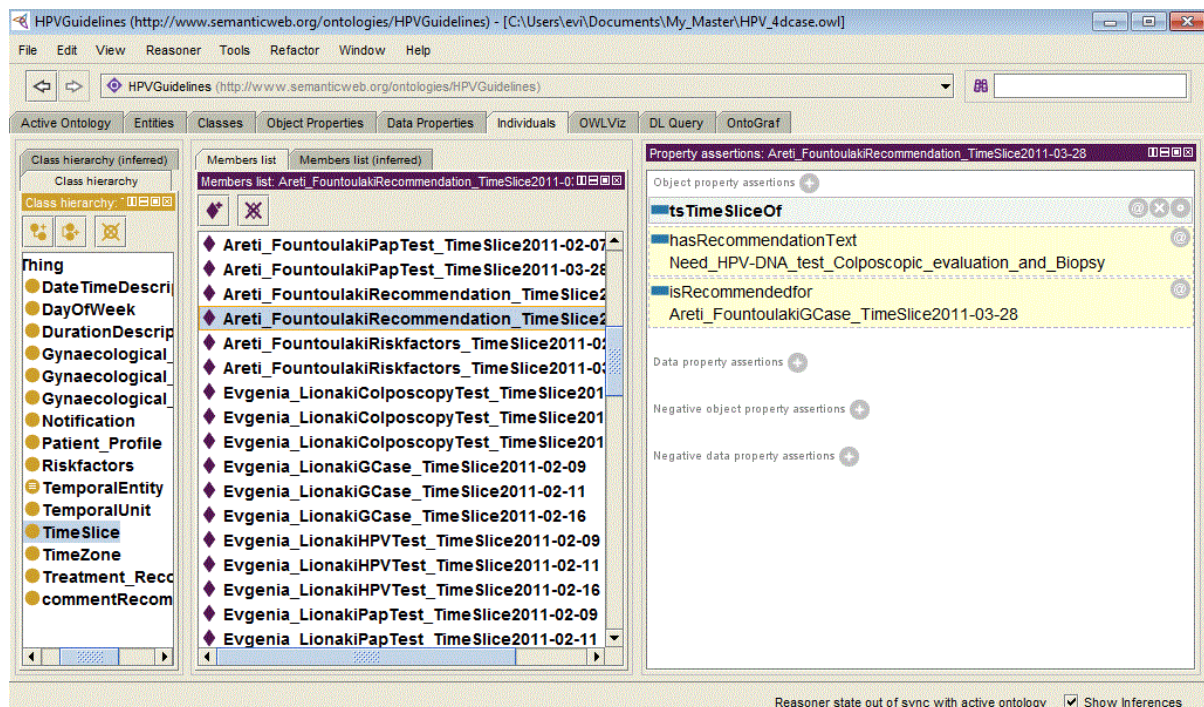 HPVGuidelines (http://www.semanticweb.org/ontologies/HPVGuidelines) - [C:\Users\evi\Documents\My_Master\HPV_4dcase.owl]
File Edit View Reasoner Tools Refactor Window Help
HPVGuidelines (http://www.semanticweb.org/ontologies/HPVGuidelines)
Active Ontology Entities Classes Object Properties Data Properties Individuals OWLViz DL Query OntoGraf
Class hierarchy (inferred)
Class hierarchy
Class hierarchy:
Thing
DateTimeDescri
DayOfWeek
DurationDescrip
Gynaecological_
Gynaecological_
Gynaecological_
Notification
Patient_Profile
Riskfactors
TemporalEntity
TemporalUnit
TimeSlice
TimeZone
Treatment_Reco
commentRecom
Members list Members list (inferred)
Members list: Areti_FountoulakiRecommendation_TimeSlice2011-03
Areti_FountoulakiPapTest_TimeSlice2011-02-07
Areti_FountoulakiPapTest_TimeSlice2011-03-28
Areti_FountoulakiRecommendation_TimeSlice2
Areti_FountoulakiRecommendation_TimeSlice2
Areti_FountoulakiRiskfactors_TimeSlice2011-02
Areti_FountoulakiRiskfactors_TimeSlice2011-03
Evgenia_LionakiColposcopyTest_TimeSlice201
Evgenia_LionakiColposcopyTest_TimeSlice201
Evgenia_LionakiColposcopyTest_TimeSlice201
Evgenia_LionakiGCase_TimeSlice2011-02-09
Evgenia_LionakiGCase_TimeSlice2011-02-11
Evgenia_LionakiGCase_TimeSlice2011-02-16
Evgenia_LionakiHPVTest_TimeSlice2011-02-09
Evgenia_LionakiHPVTest_TimeSlice2011-02-11
Evgenia_LionakiHPVTest_TimeSlice2011-02-16
Evgenia_LionakiPapTest_TimeSlice2011-02-09
Evgenia_LionakiPapTest_TimeSlice2011-02-11
Property assertions: Areti_FountoulakiRecommendation_TimeSlice2011-03-28
Object property assertions
tsTimeSliceOf
hasRecommendationText
Need_HPV-DNA_test_Colposcopic_evaluation_and_Biopsy
isRecommendedfor
Areti_FountoulakiGCase_TimeSlice2011-03-28
Data property assertions
Negative object property assertions
Negative data property assertions
Reasoner state out of sync with active ontology Show Inferences